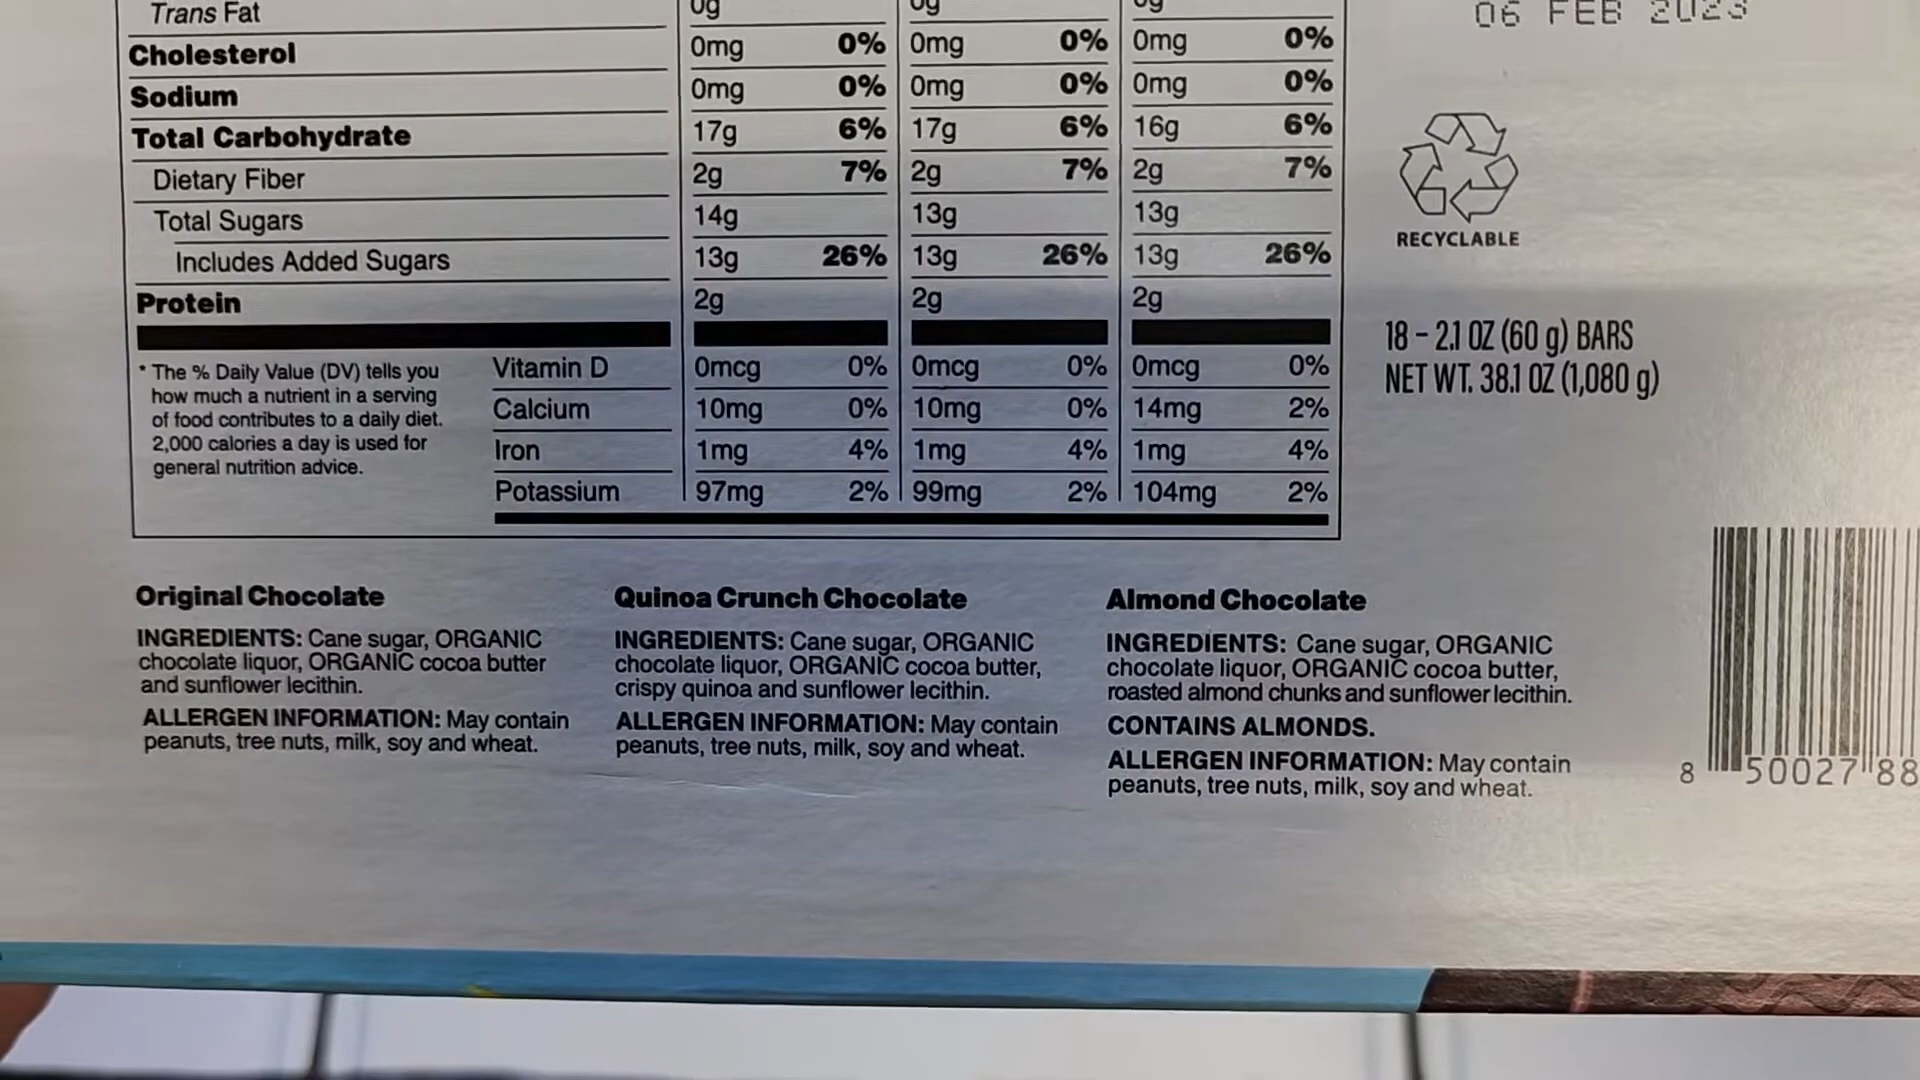 Trans Fat 0g 0g 0g
06 FEB 2023
Cholesterol 0mg 0% 0mg 0% 0mg 0%
Sodium 0mg 0% 0mg 0% 0mg 0%
Total Carbohydrate 17g 6% 17g 6% 16g 6%
Dietary Fiber 2g 7% 2g 7% 2g 7%
Total Sugars 14g 13g 13g
Includes Added Sugars 13g 26% 13g 26% 13g 26%
Protein 2g 2g 2g
RECYCLABLE
18 – 2.1 OZ (60 g) BARS
NET WT. 38.1 OZ (1,080 g)
* The % Daily Value (DV) tells you
how much a nutrient in a serving
of food contributes to a daily diet.
2,000 calories a day is used for
general nutrition advice.
Vitamin D 0mcg 0% 0mcg 0% 0mcg 0%
Calcium 10mg 0% 10mg 0% 14mg 2%
Iron 1mg 4% 1mg 4% 1mg 4%
Potassium 97mg 2% 99mg 2% 104mg 2%
Original Chocolate
INGREDIENTS: Cane sugar, ORGANIC
chocolate liquor, ORGANIC cocoa butter
and sunflower lecithin.
ALLERGEN INFORMATION: May contain
peanuts, tree nuts, milk, soy and wheat.
Quinoa Crunch Chocolate
INGREDIENTS: Cane sugar, ORGANIC
chocolate liquor, ORGANIC cocoa butter,
crispy quinoa and sunflower lecithin.
ALLERGEN INFORMATION: May contain
peanuts, tree nuts, milk, soy and wheat.
Almond Chocolate
INGREDIENTS: Cane sugar, ORGANIC
chocolate liquor, ORGANIC cocoa butter,
roasted almond chunks and sunflower lecithin.
CONTAINS ALMONDS.
ALLERGEN INFORMATION: May contain
peanuts, tree nuts, milk, soy and wheat.
8 50027 88